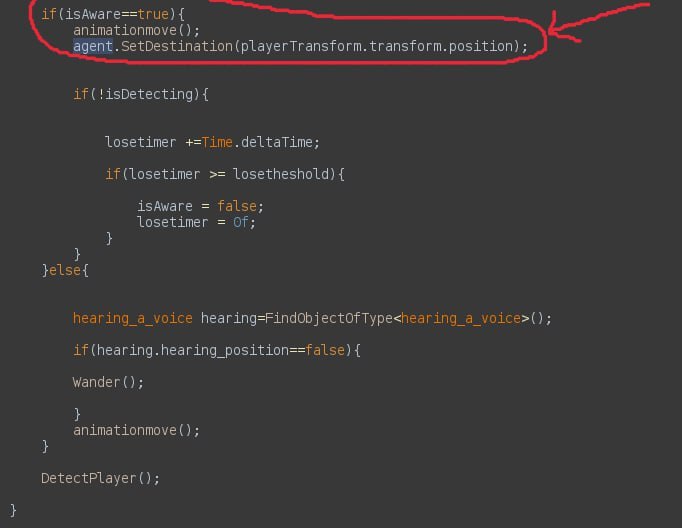 if(isAware==true){
animationmove();
agent.SetDestination(playerTransform.transform.position);
if(!isDetecting){
losetimer +=Time.deltaTime;
if(losetimer >= losetheshold){
isAware = false;
losetimer = 0f;
}
}
}else{
hearing_a_voice hearing=FindObjectOfType<hearing_a_voice>();
if(hearing.hearing_position==false){
Wander();
}
animationmove();
}
DetectPlayer();
}